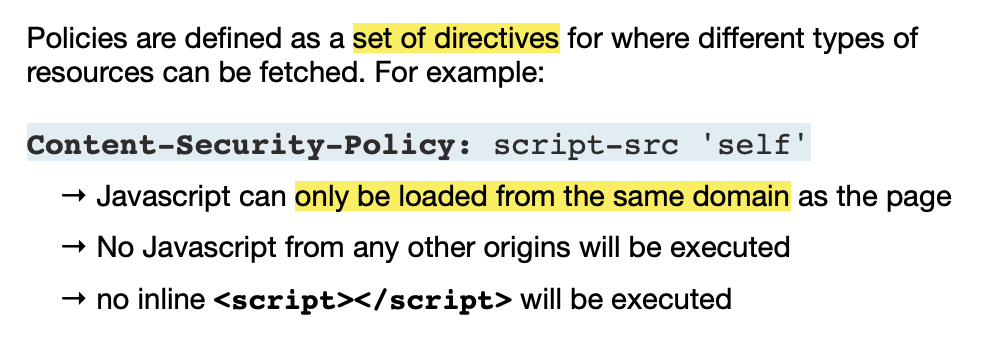 Policies are defined as a set of directives for where different types of
resources can be fetched. For example:
Content-Security-Policy: script-src 'self'
→ Javascript can only be loaded from the same domain as the page
→ No Javascript from any other origins will be executed
→ no inline <script></script> will be executed